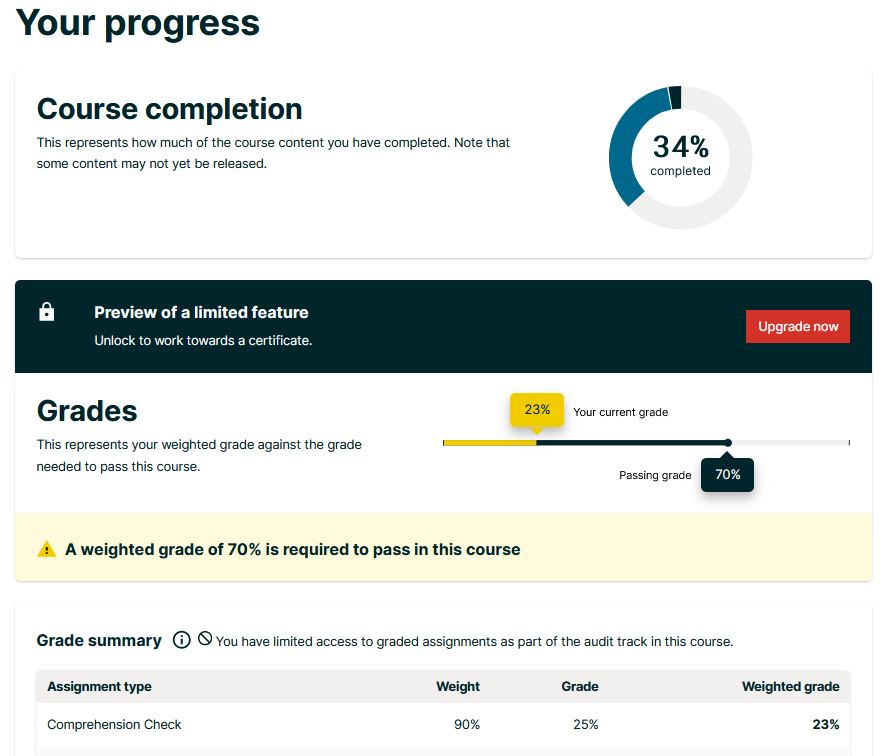 Your progress
Course completion
This represents how much of the course content you have completed. Note that
some content may not yet be released.
34%
completed
Preview of a limited feature
Unlock to work towards a certificate.
Upgrade now
Grades
This represents your weighted grade against the grade
needed to pass this course.
23%
Your current grade
Passing grade
70%
A weighted grade of 70% is required to pass in this course
Grade summary You have limited access to graded assignments as part of the audit track in this course.
Assignment type Weight Grade Weighted grade
Comprehension Check 90% 25% 23%